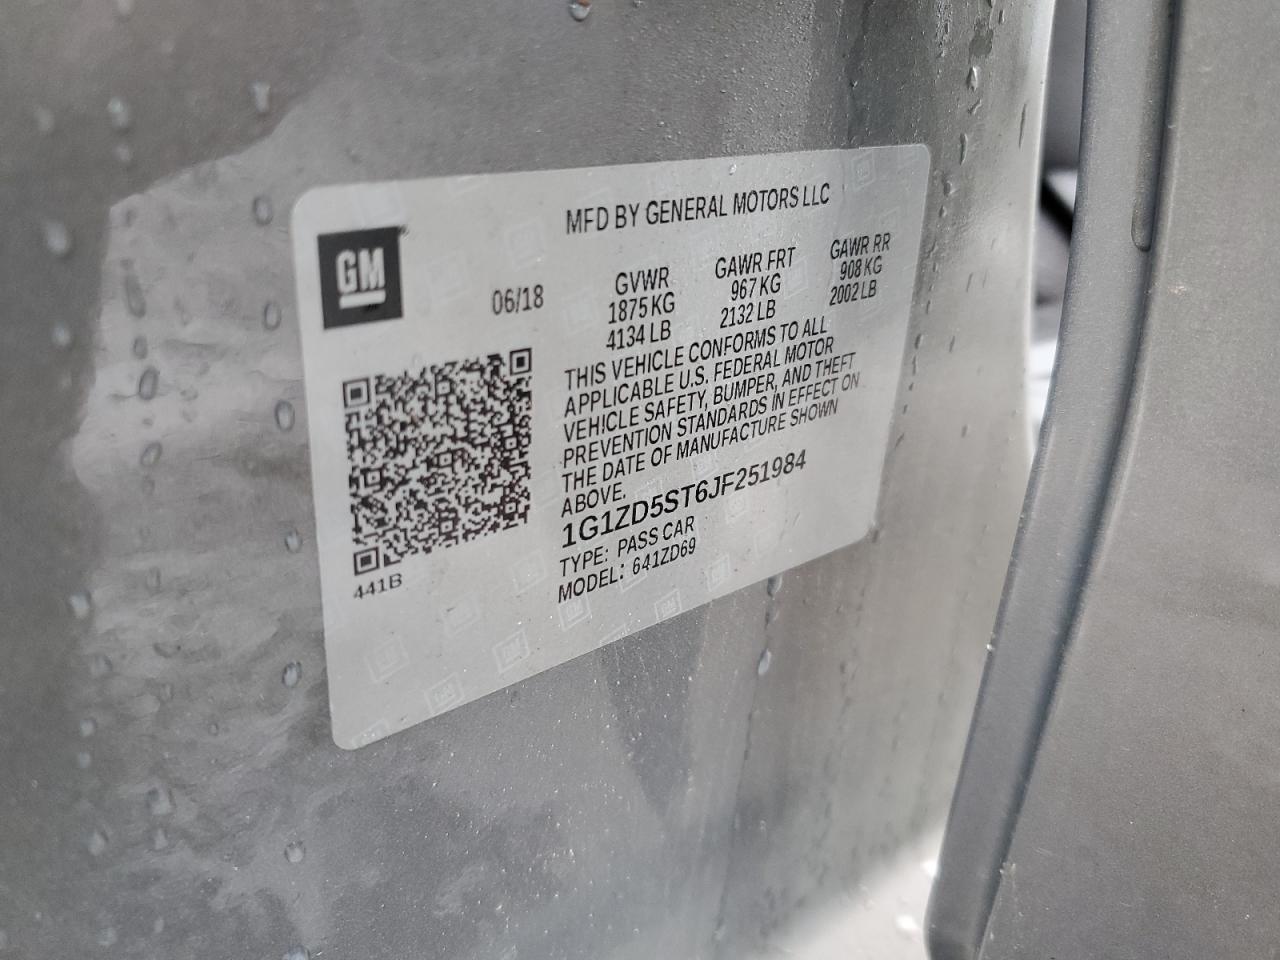 MFD BY GENERAL MOTORS LLC
GM
06/18
GVWR
1875 KG
4134 LB
GAWR FRT
967 KG
2132 LB
GAWR RR
908 KG
2002 LB
THIS VEHICLE CONFORMS TO ALL
APPLICABLE U.S. FEDERAL MOTOR
VEHICLE SAFETY, BUMPER, AND THEFT
PREVENTION STANDARDS IN EFFECT ON
THE DATE OF MANUFACTURE SHOWN
ABOVE.
1G1ZD5ST6JF251984
TYPE: PASS CAR
MODEL: 641ZD69
441B